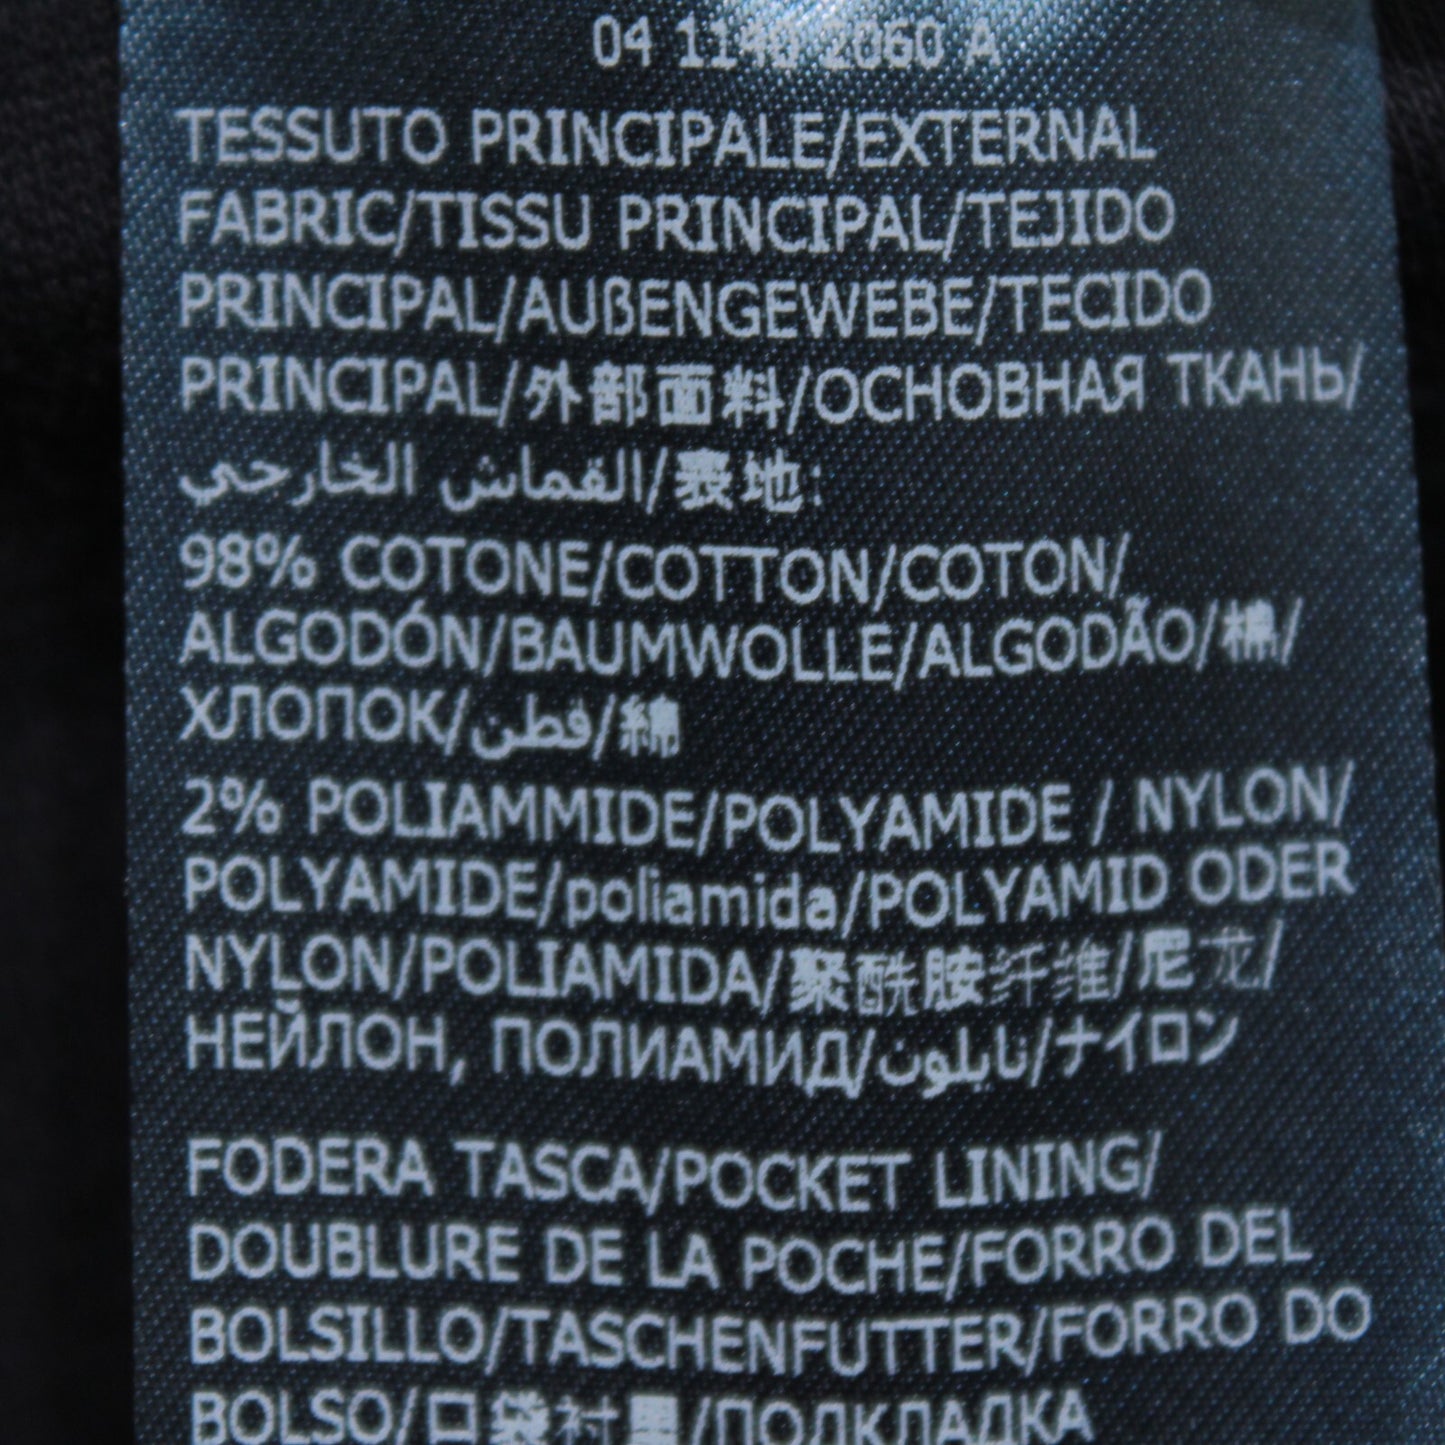 04 1140 2060 A
TESSUTO PRINCIPALE/EXTERNAL
FABRIC/TISSU PRINCIPAL/TEJIDO
PRINCIPAL/AUßENGEWEBE/TECIDO
PRINCIPAL/外部面料/ОСНОВНАЯ ТКАНЬ/
القماش الخارجي/表地:
98% COTONE/COTTON/COTON/
ALGODÓN/BAUMWOLLE/ALGODÃO/棉/
ХЛОПОК/قطن/綿
2% POLIAMMIDE/POLYAMIDE / NYLON/
POLYAMIDE/poliamida/POLYAMID ODER
NYLON/POLIAMIDA/聚酰胺纤维/尼龙/
НЕЙЛОН, ПОЛИАМИД/نايلون/ナイロン
FODERA TASCA/POCKET LINING/
DOUBLURE DE LA POCHE/FORRO DEL
BOLSILLO/TASCHENFUTTER/FORRO DO
BOLSO/口袋衬里/ПОДКЛАДКА